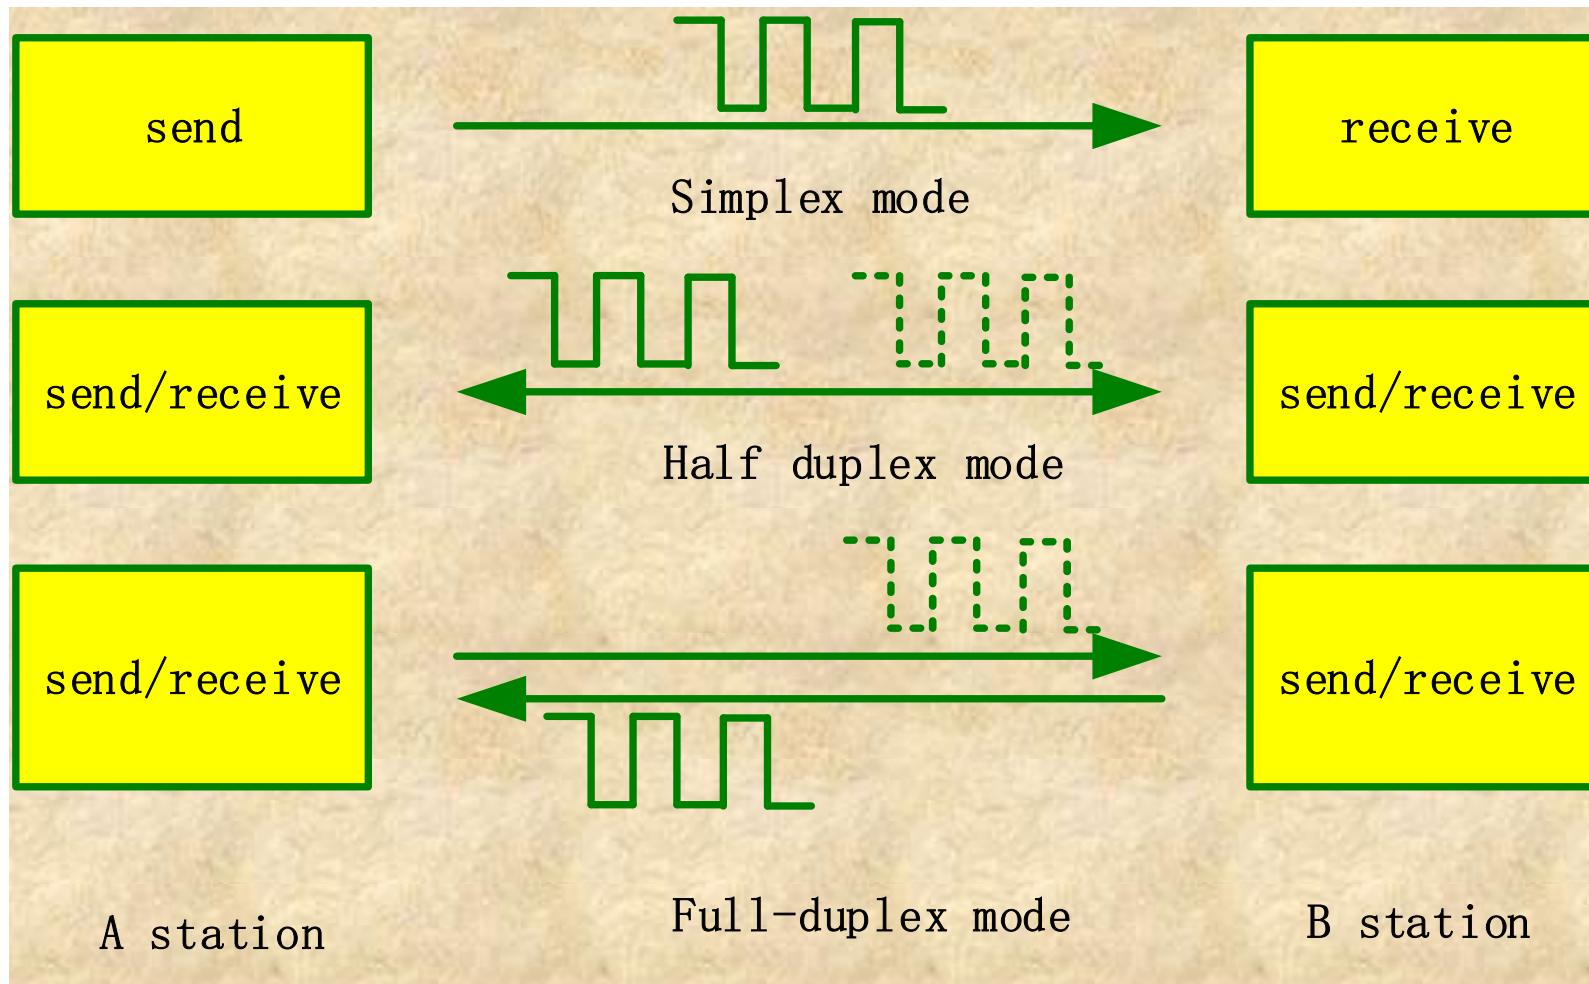 send
receive
Simplex mode
send/receive
send/receive
Half duplex mode
send/receive
send/receive
A station
Full-duplex mode
B station